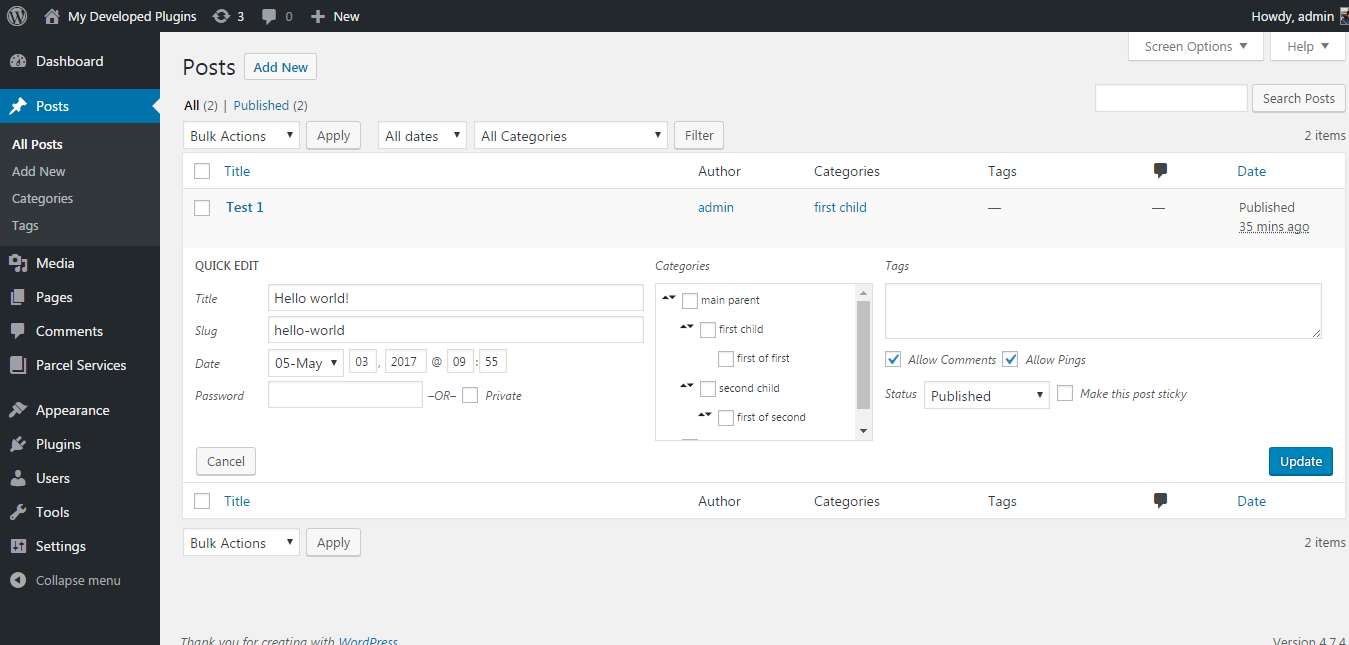 My Developed Plugins 3 0 New Howdy, admin
Dashboard
Posts
All Posts
Add New
Categories
Tags
Media
Pages
Comments
Parcel Services
Appearance
Plugins
Users
Tools
Settings
Collapse menu
Screen Options Help
Posts Add New
All (2) | Published (2)
Search Posts
Bulk Actions Apply All dates All Categories Filter 2 items
Title Author Categories Tags Date
Test 1 admin first child — — Published
35 mins ago
QUICK EDIT
Title Hello world!
Slug hello-world
Date 05-May 03 , 2017 @ 09 : 55
Password –OR– Private
Categories
main parent
first child
first of first
second child
first of second
Tags
Allow Comments Allow Pings
Status Published Make this post sticky
Cancel Update
Title Author Categories Tags Date
Bulk Actions Apply 2 items
Thank you for creating with WordPress Version 4.7.4